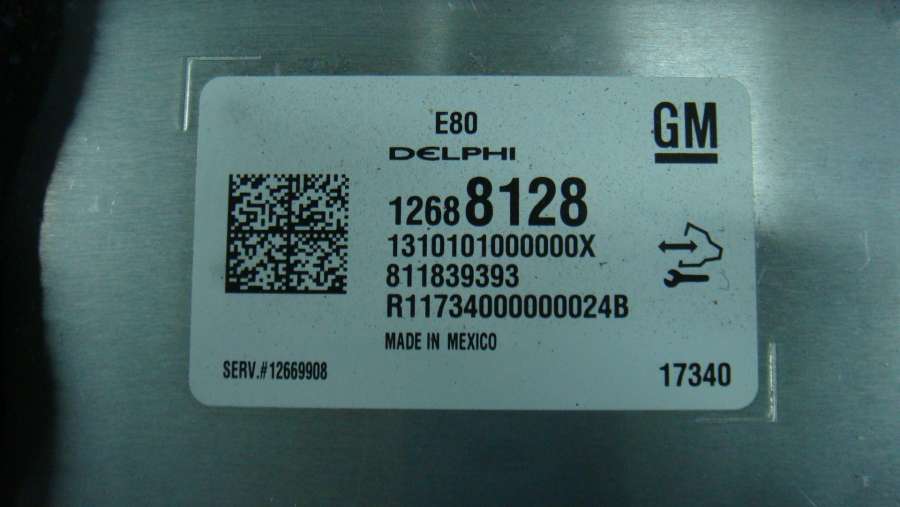 E80
GM
DELPHI
12688128
1310101000000X
811839393
R11734000000024B
MADE IN MEXICO
SERV.#12669908
17340